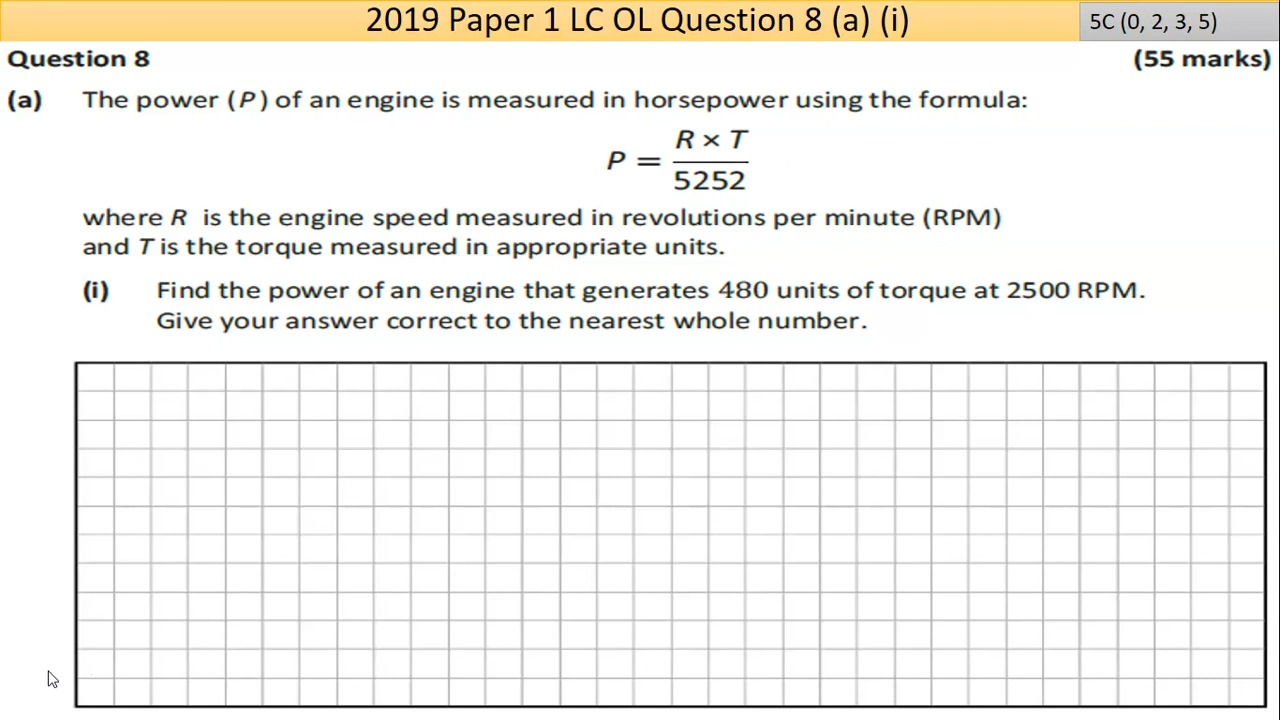 2019 Paper 1 LC OL Question 8 (a) (i)
5C (0, 2, 3, 5)
Question 8
(55 marks)
(a) The power (P) of an engine is measured in horsepower using the formula:
P = R × T / 5252
where R is the engine speed measured in revolutions per minute (RPM)
and T is the torque measured in appropriate units.
(i) Find the power of an engine that generates 480 units of torque at 2500 RPM.
Give your answer correct to the nearest whole number.